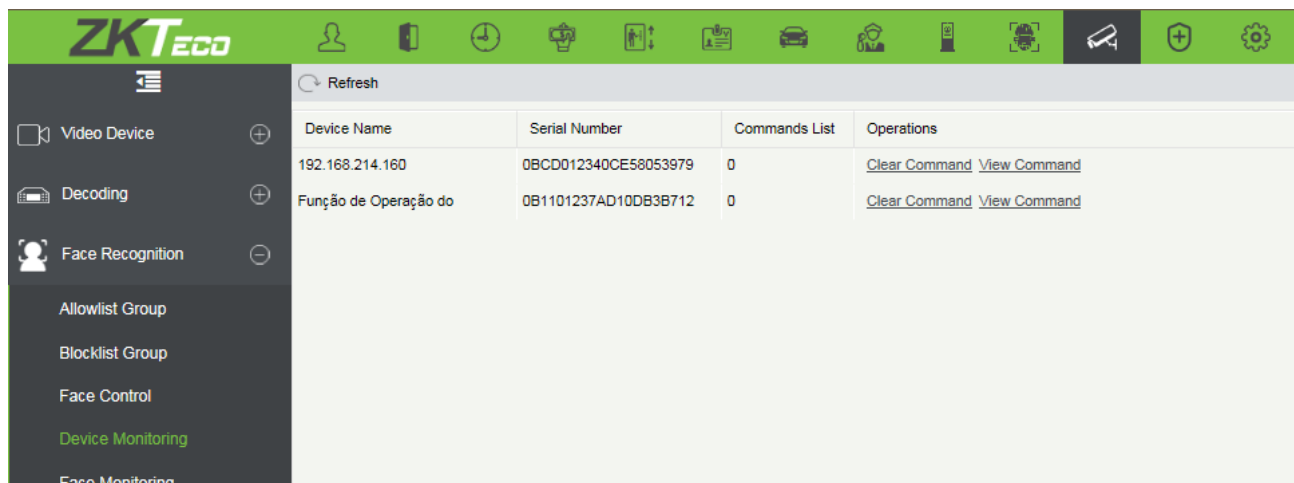 ZKTECO
Refresh
Video Device
Decoding
Face Recognition
Allowlist Group
Blocklist Group
Face Control
Device Monitoring
Face Monitoring
Device Name Serial Number Commands List Operations
192.168.214.160 0BCD012340CE58053979 0 Clear Command View Command
Função de Operação do 0B1101237AD10DB3B712 0 Clear Command View Command